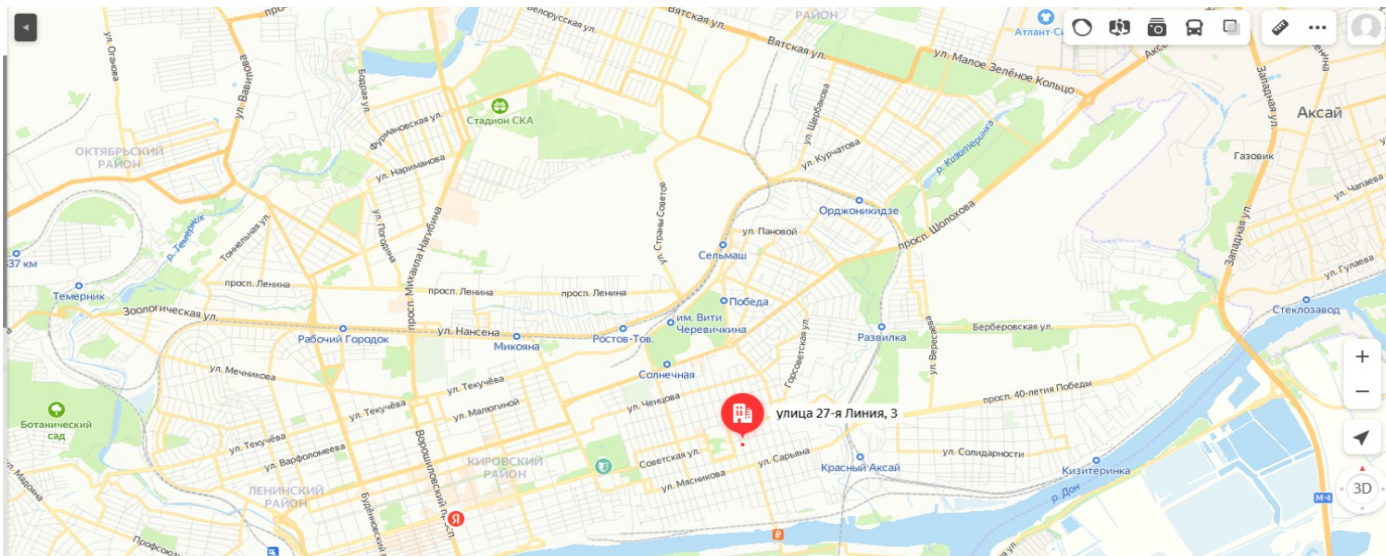 РАЙОН
Белорусская ул.
Вятская ул.
Вятская ул.
ул. Оганова
ул. Вавилова
Бодрая ул.
Стадион СКА
Фурмановская ул.
ул. Щербакова
ул. Малое Зелёное Кольцо
Западная ул.
Аксай
ОКТЯБРЬСКИЙ
РАЙОН
ул. Нариманова
ул. Курчатова
р. Кизитеринка
Газовик
ул. Чапаева
р. Темерник
Тоннельная ул.
ул. Погодина
просп. Михаила Нагибина
ул. Страны Советов
ул. Пановой
Орджоникидзе
просп. Шолохова
Западная ул.
Сельмаш
ул. Гулаева
837 км
Темерник
просп. Ленина
просп. Ленина
просп. Ленина
Победа
Зоологическая ул.
им. Вити
Черевичкина
Стеклозавод
Рабочий Городок
ул. Нансена
Микояна
Ростов-Тов.
Горсоветская ул.
Развилка
ул. Вересаева
Берберовская ул.
ул. Мечникова
Солнечная
ул. Текучёва
ул. Текучёва
ул. Малюгиной
ул. Ченцова
улица 27-я Линия, 3
просп. 40-летия Победы
Ботанический
сад
ул. Текучёва
ул. Варфоломеева
Ворошиловский просп.
КИРОВСКИЙ
РАЙОН
Советская ул.
ул. Сарьяна
Красный Аксай
ул. Солидарности
Кизитеринка
ул. Мясникова
ЛЕНИНСКИЙ
РАЙОН
р. Дон
М-4
3D
Я